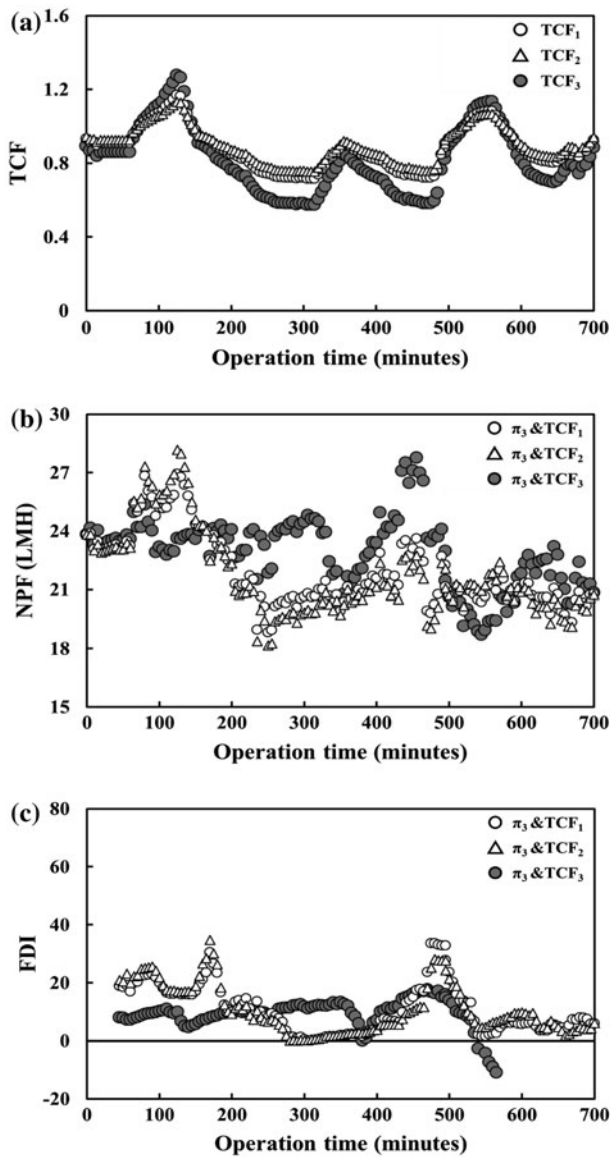 (a)
1.6
1.2
0.8
0.4
0
TCF
TCF₁
TCF₂
TCF₃
0 100 200 300 400 500 600 700
Operation time (minutes)
(b)
30
27
24
21
18
15
NPF (LMH)
π₃ &TCF₁
π₃ &TCF₂
π₃ &TCF₃
0 100 200 300 400 500 600 700
Operation time (minutes)
(c)
80
60
40
20
0
-20
FDI
π₃ &TCF₁
π₃ &TCF₂
π₃ &TCF₃
0 100 200 300 400 500 600 700
Operation time (minutes)